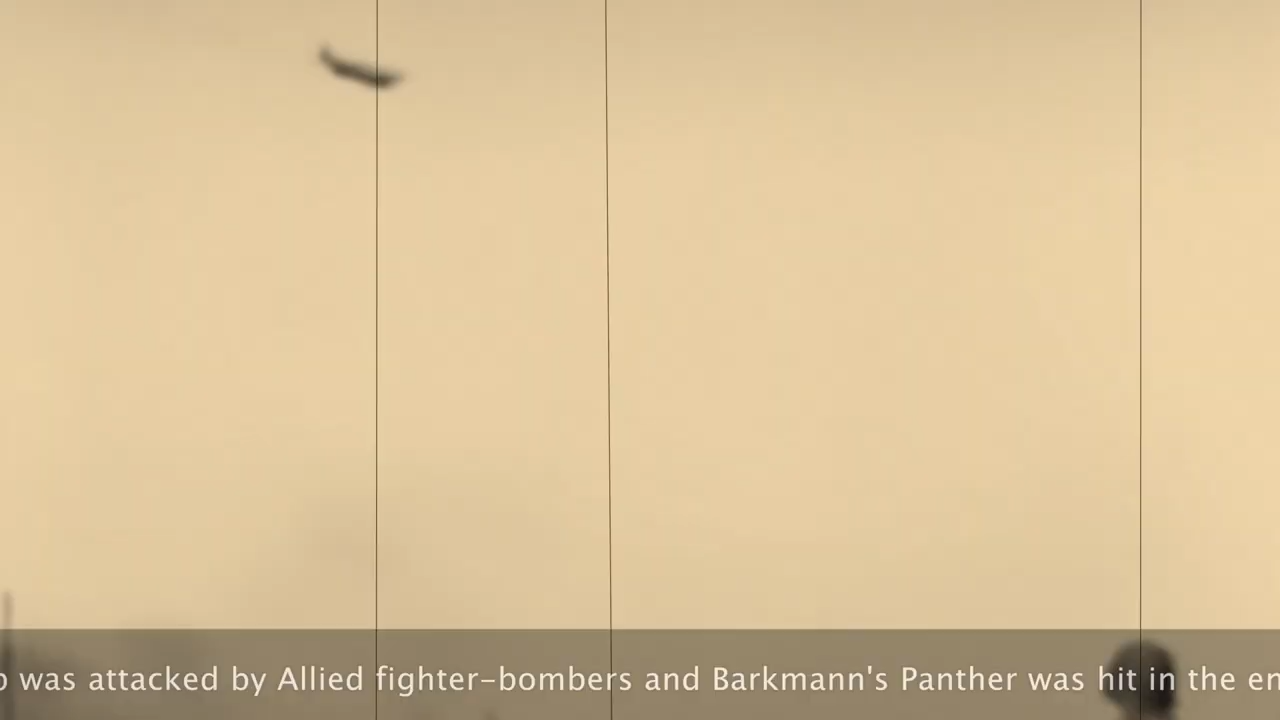 was attacked by Allied fighter-bombers and Barkmann's Panther was hit in the